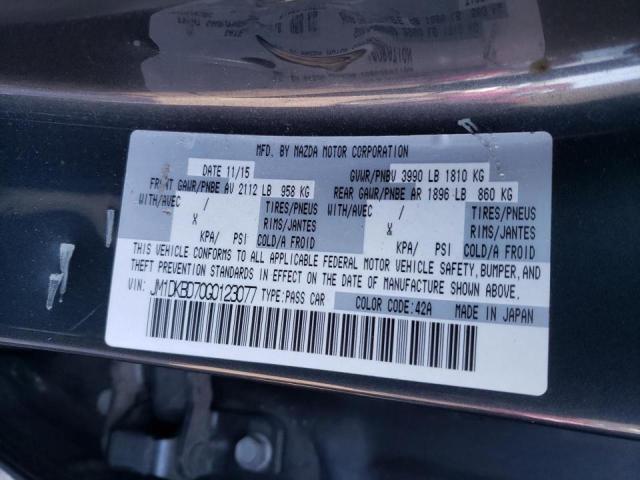 MFD. BY MAZDA MOTOR CORPORATION
DATE 11/15 GVWR/PNBV 3990 LB 1810 KG
FRONT GAWR/PNBE AV 2112 LB 958 KG REAR GAWR/PNBE AR 1896 LB 860 KG
WITH/AVEC / TIRES/PNEUS WITH/AVEC / TIRES/PNEUS
X RIMS/JANTES X RIMS/JANTES
KPA/ PSI COLD/A FROID KPA/ PSI COLD/A FROID
THIS VEHICLE CONFORMS TO ALL APPLICABLE FEDERAL MOTOR VEHICLE SAFETY, BUMPER, AND
THEFT PREVENTION STANDARDS IN EFFECT ON THE DATE OF MANUFACTURE SHOWN ABOVE.
VIN: JM1DKBD70G0123077 TYPE:PASS CAR COLOR CODE:42A MADE IN JAPAN